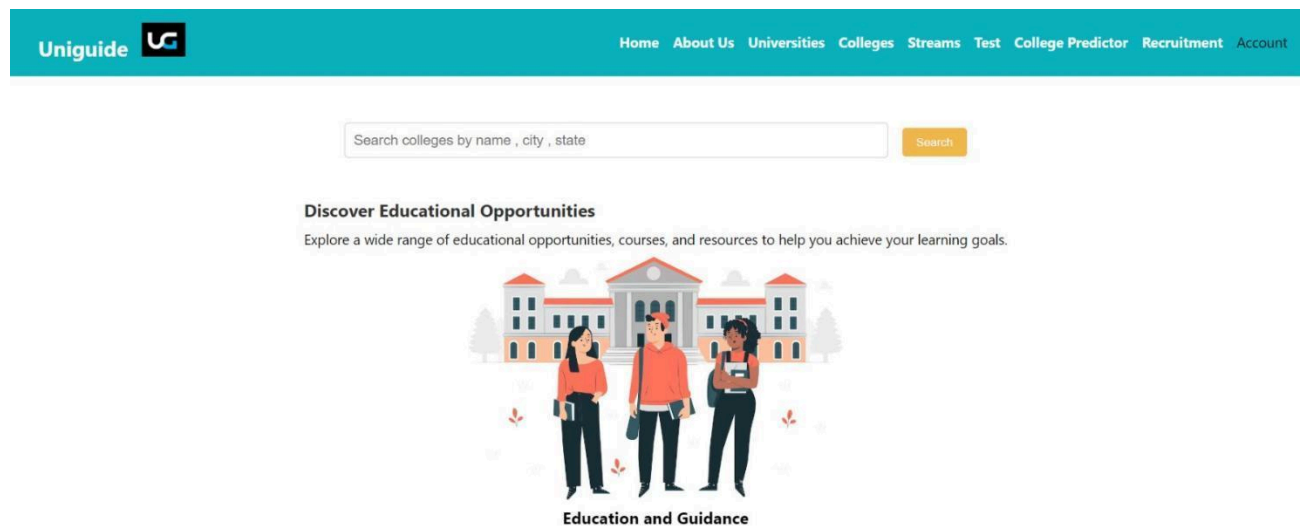 Uniguide UG Home About Us Universities Colleges Streams Test College Predictor Recruitment Account
Search colleges by name , city , state Search
Discover Educational Opportunities
Explore a wide range of educational opportunities, courses, and resources to help you achieve your learning goals.
Education and Guidance